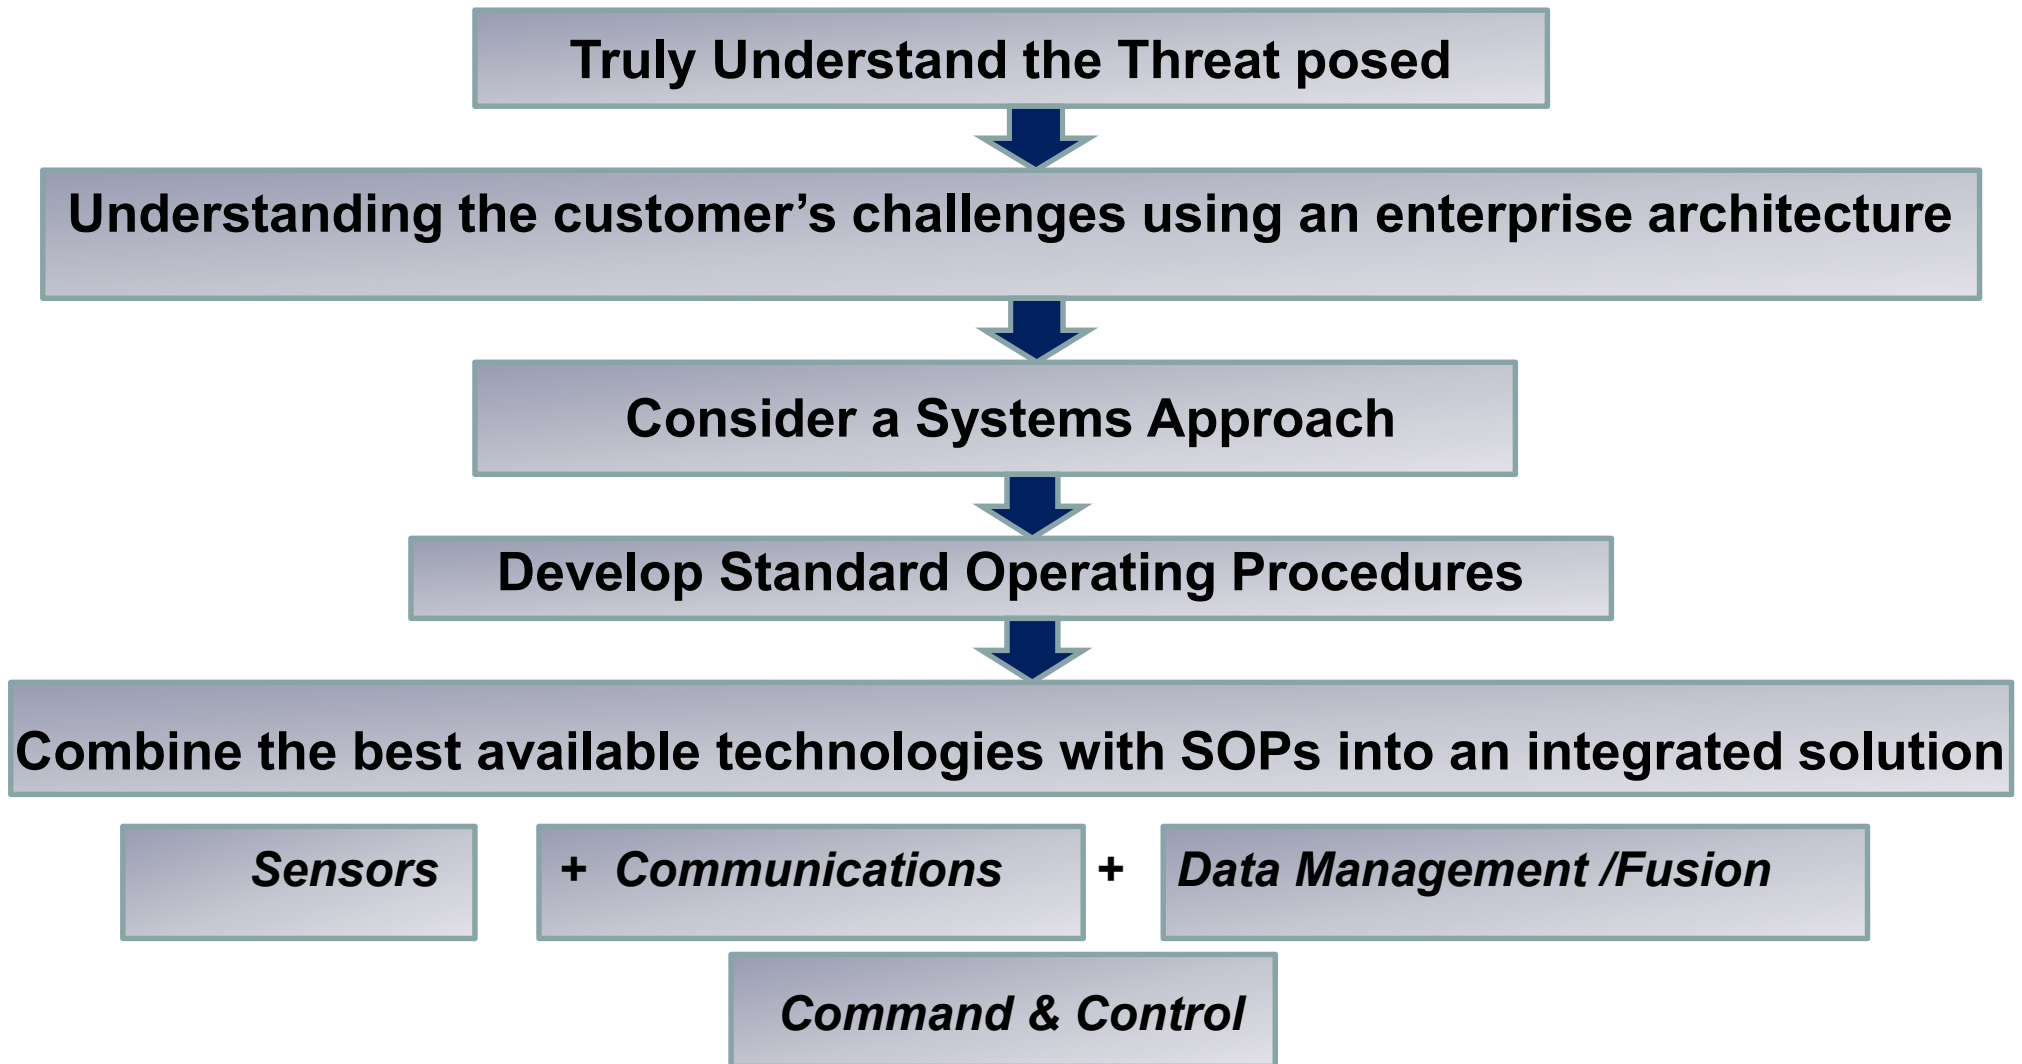 Truly Understand the Threat posed
Understanding the customer’s challenges using an enterprise architecture
Consider a Systems Approach
Develop Standard Operating Procedures
Combine the best available technologies with SOPs into an integrated solution
Sensors + Communications + Data Management /Fusion
Command & Control